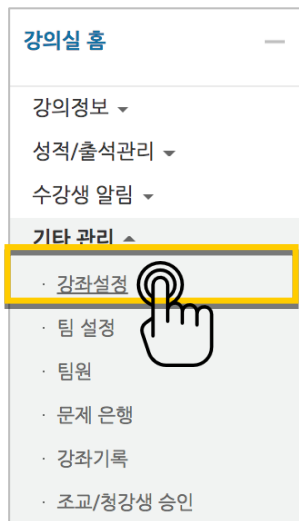 강의실 홈
강의정보
성적/출석관리
수강생 알림
기타 관리
· 강좌설정
· 팀 설정
· 팀원
· 문제 은행
· 강좌기록
· 조교/청강생 승인